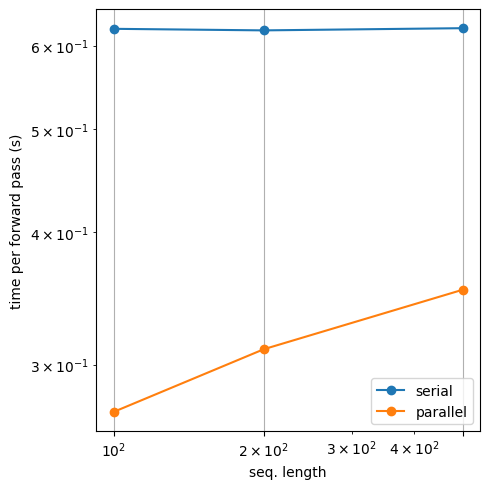 6 × 10⁻¹
5 × 10⁻¹
4 × 10⁻¹
3 × 10⁻¹
time per forward pass (s)
serial
parallel
10² 2 × 10² 3 × 10² 4 × 10²
seq. length